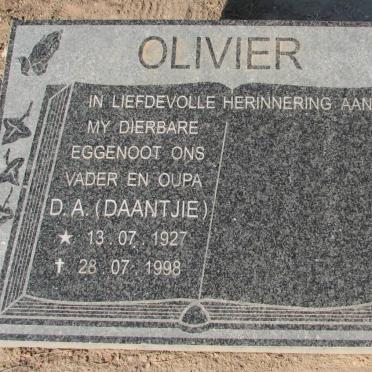 OLIVIER
IN LIEFDEVOLLE HERINNERING AAN
MY DIERBARE
EGGENOOT ONS
VADER EN OUPA
D.A. (DAANTJIE)
★ 13.07.1927
✝ 28.07.1998